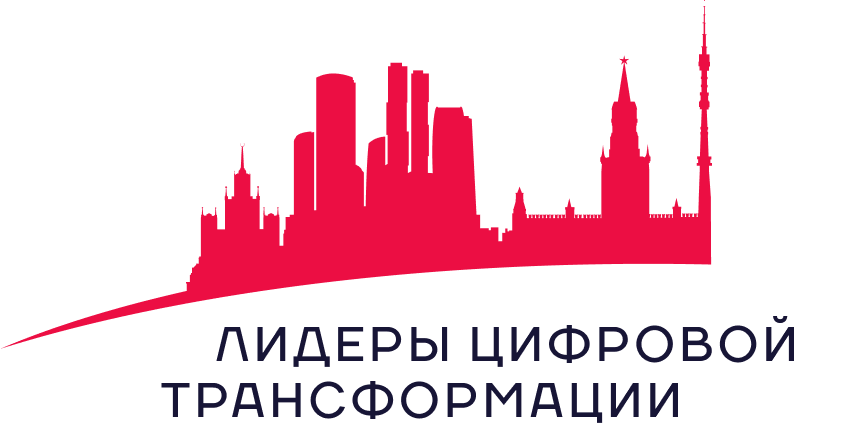 ЛИДЕРЫ ЦИФРОВОЙ
ТРАНСФОРМАЦИИ